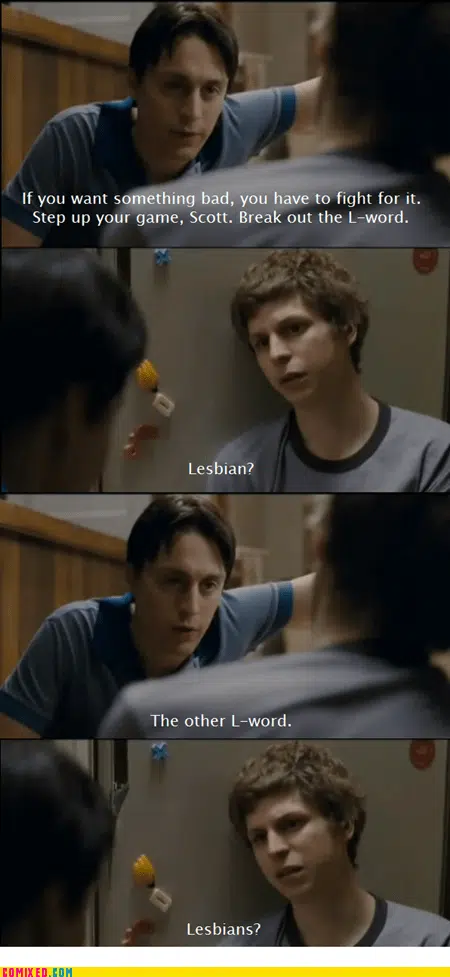 If you want something bad, you have to fight for it.
Step up your game, Scott. Break out the L-word.
Lesbian?
The other L-word.
Lesbians?
COMIXED.COM